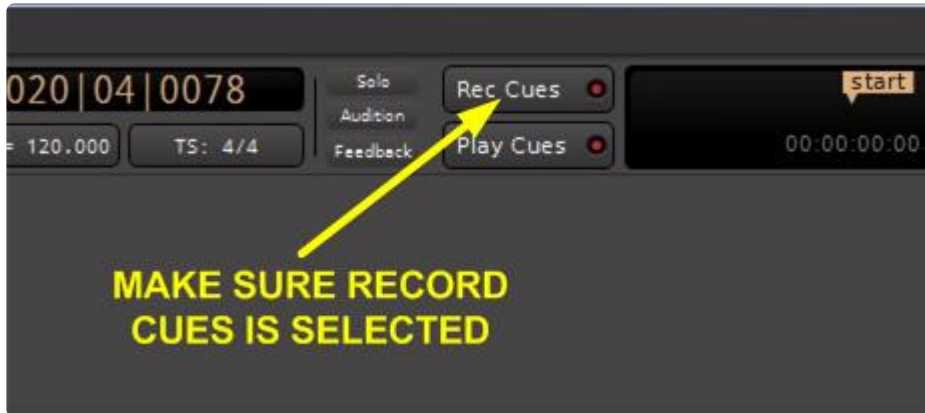 020|04|0078
Solo
Rec Cues
start
Audition
= 120.000
TS: 4/4
Feedback
Play Cues
00:00:00:00
MAKE SURE RECORD
CUES IS SELECTED